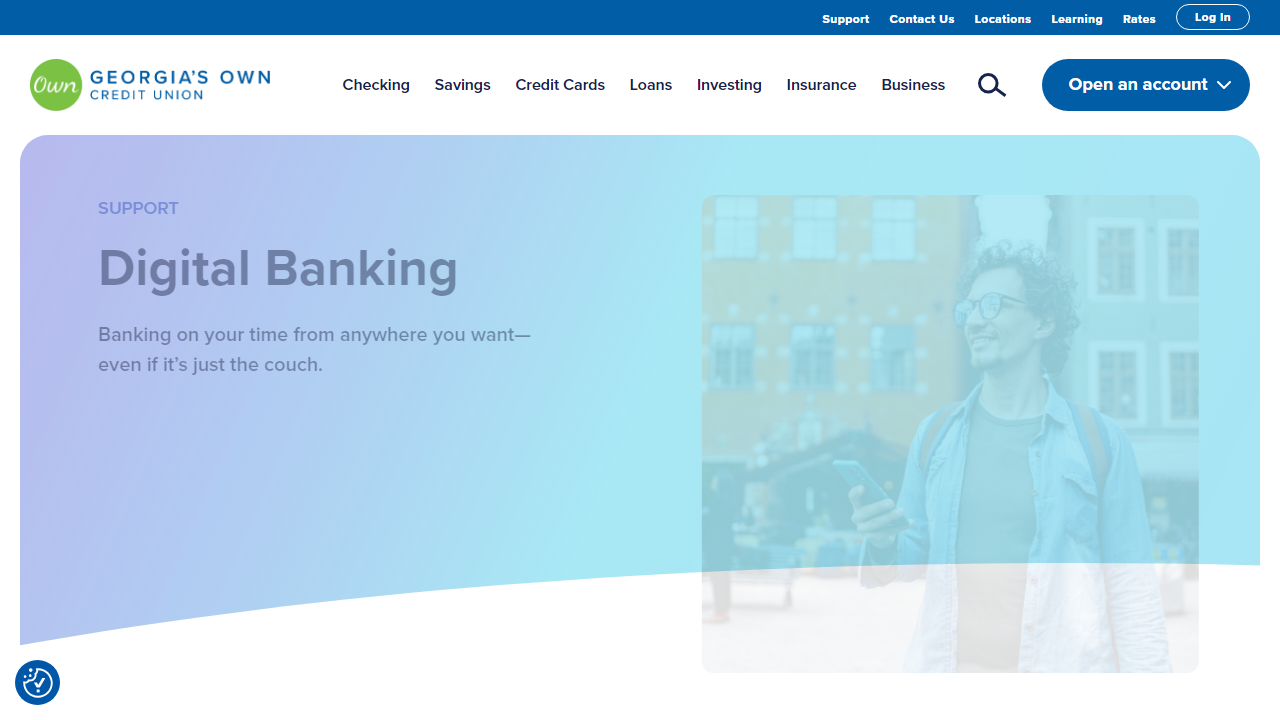 Support Contact Us Locations Learning Rates Log In
Own GEORGIA'S OWN
CREDIT UNION
Checking Savings Credit Cards Loans Investing Insurance Business Open an account
SUPPORT
Digital Banking
Banking on your time from anywhere you want—
even if it's just the couch.